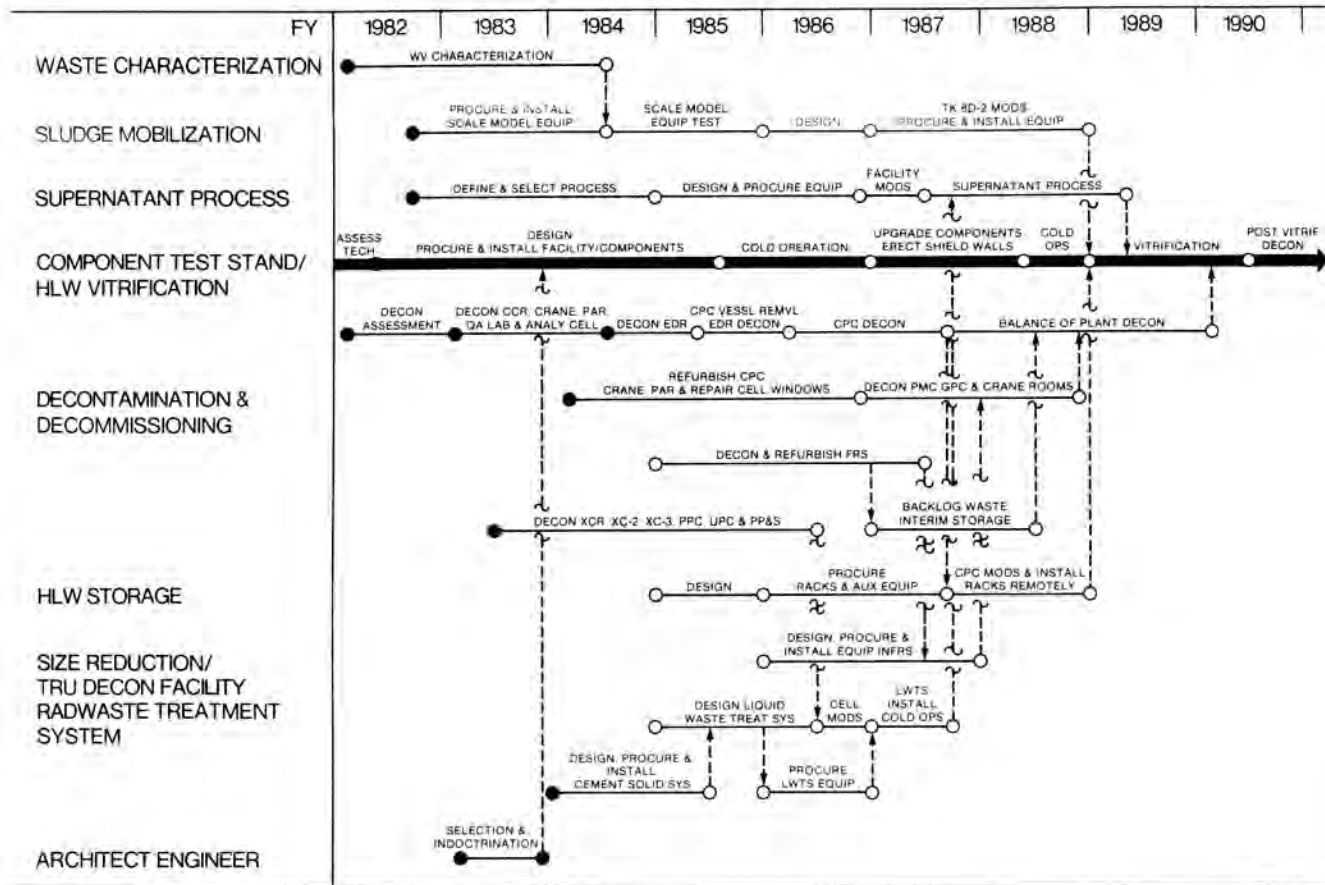 FY 1982 1983 1984 1985 1986 1987 1988 1989 1990
WASTE CHARACTERIZATION
WV CHARACTERIZATION
SLUDGE MOBILIZATION
PROCURE & INSTALL
SCALE MODEL EQUIP
SCALE MODEL
EQUIP TEST
DESIGN
TK 8D-2 MODS
PROCURE & INSTALL EQUIP
SUPERNATANT PROCESS
DEFINE & SELECT PROCESS
DESIGN & PROCURE EQUIP
FACILITY
MODS
SUPERNATANT PROCESS
COMPONENT TEST STAND/
HLW VITRIFICATION
ASSESS
TECH
DESIGN
PROCURE & INSTALL FACILITY/COMPONENTS
COLD OPERATION
UPGRADE COMPONENTS
ERECT SHIELD WALLS
COLD
OPS
VITRIFICATION
POST VITRIF
DECON
DECONTAMINATION &
DECOMMISSIONING
DECON
ASSESSMENT
DECON CCR, CRANE, PAR,
QA LAB & ANALY CELL
DECON EDR
CPC VESSL REMVL
EDR DECON
CPC DECON
BALANCE OF PLANT DECON
REFURBISH CPC
CRANE, PAR & REPAIR CELL WINDOWS
DECON PMC GPC & CRANE ROOMS
DECON & REFURBISH FRS
DECON XCR, XC-2, XC-3, PPC, UPC & PP&S
BACKLOG WASTE
INTERIM STORAGE
HLW STORAGE
DESIGN
PROCURE
RACKS & AUX EQUIP
CPC MODS & INSTALL
RACKS REMOTELY
SIZE REDUCTION/
TRU DECON FACILITY
RADWASTE TREATMENT
SYSTEM
DESIGN, PROCURE &
INSTALL EQUIP INFRS
DESIGN LIQUID
WASTE TREAT SYS
CELL
MODS
LWTS
INSTALL
COLD OPS
DESIGN, PROCURE &
INSTALL
CEMENT SOLID SYS
PROCURE
LWTS EQUIP
ARCHITECT ENGINEER
SELECTION &
INDOCTRINATION